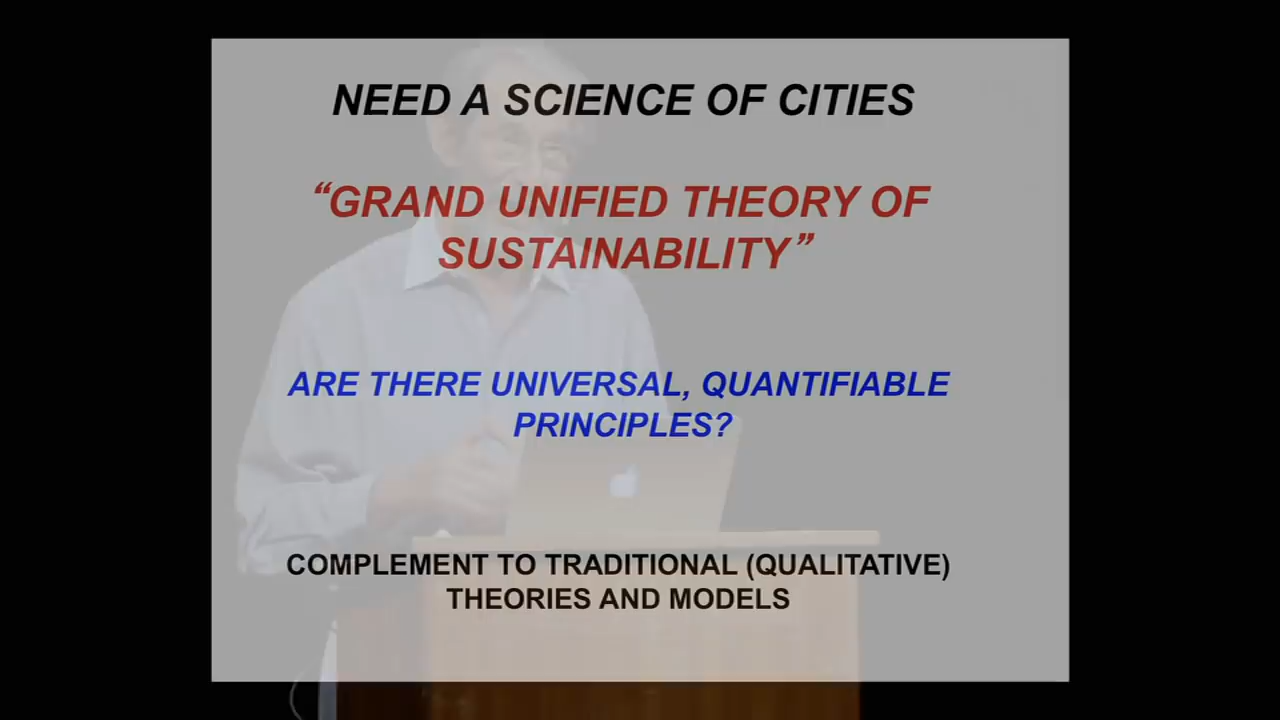 NEED A SCIENCE OF CITIES
“GRAND UNIFIED THEORY OF
SUSTAINABILITY”
ARE THERE UNIVERSAL, QUANTIFIABLE
PRINCIPLES?
COMPLEMENT TO TRADITIONAL (QUALITATIVE)
THEORIES AND MODELS